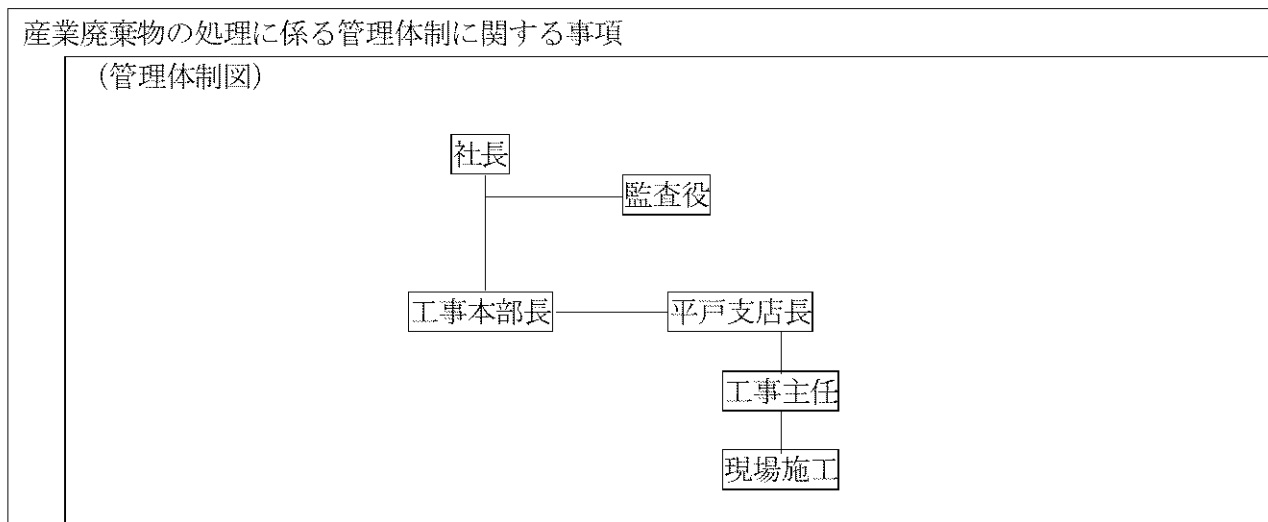 産業廃棄物の処理に係る管理体制に関する事項
（管理体制図）
社長
監査役
工事本部長
平戸支店長
工事主任
現場施工